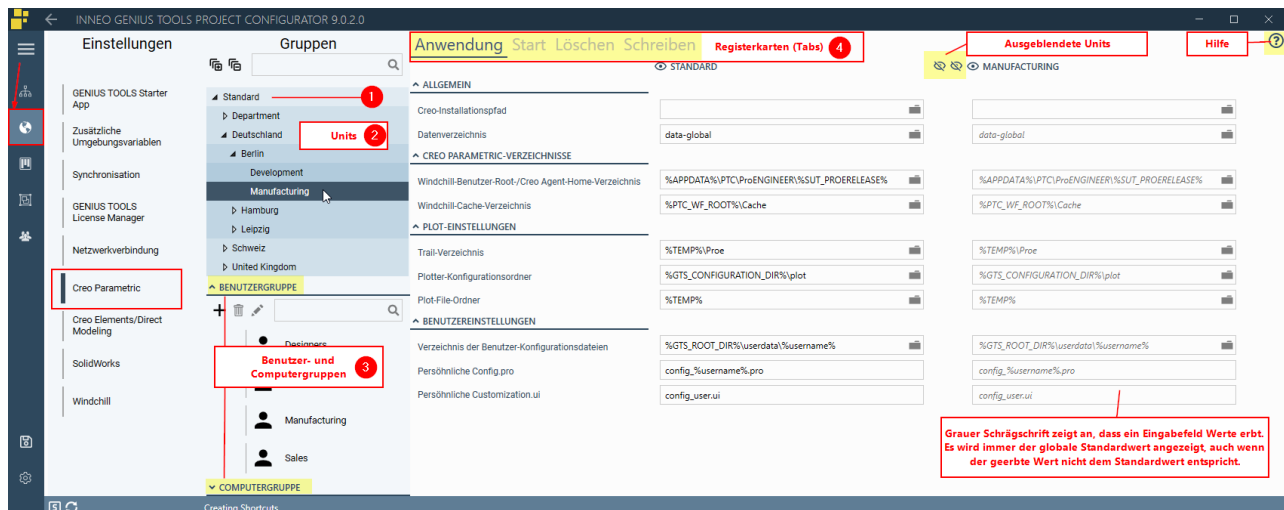 INNEO GENIUS TOOLS PROJECT CONFIGURATOR 9.0.2.0
Einstellungen
GENIUS TOOLS Starter
App
Zusätzliche
Umgebungsvariablen
Synchronisation
GENIUS TOOLS
License Manager
Netzwerkverbindung
Creo Parametric
Creo Elements/Direct
Modeling
SolidWorks
Windchill
Gruppen
Standard
1
Department
Deutschland
Units 2
Berlin
Development
Manufacturing
Hamburg
Leipzig
Schweiz
United Kingdom
BENUTZERGRUPPE
Designers
Benutzer- und
Computergruppen
3
Manufacturing
Sales
COMPUTERGRUPPE
Anwendung Start Löschen Schreiben
Registerkarten (Tabs) 4
Ausgeblendete Units
Hilfe
STANDARD
MANUFACTURING
ALLGEMEIN
Creo-Installationspfad
Datenverzeichnis data-global data-global
CREO PARAMETRIC-VERZEICHNISSE
Windchill-Benutzer-Root-/Creo Agent-Home-Verzeichnis %APPDATA%\PTC\ProENGINEER\%SUT_PROERELEASE% %APPDATA%\PTC\ProENGINEER\%SUT_PROERELEASE%
Windchill-Cache-Verzeichnis %PTC_WF_ROOT%\Cache %PTC_WF_ROOT%\Cache
PLOT-EINSTELLUNGEN
Trail-Verzeichnis %TEMP%\Proe %TEMP%\Proe
Plotter-Konfigurationsordner %GTS_CONFIGURATION_DIR%\plot %GTS_CONFIGURATION_DIR%\plot
Plot-File-Ordner %TEMP% %TEMP%
BENUTZEREINSTELLUNGEN
Verzeichnis der Benutzer-Konfigurationsdateien %GTS_ROOT_DIR%\userdata\%username% %GTS_ROOT_DIR%\userdata\%username%
Persöhnliche Config.pro config_%username%.pro config_%username%.pro
Persöhnliche Customization.ui config_user.ui config_user.ui
Grauer Schrägschrift zeigt an, dass ein Eingabefeld Werte erbt.
Es wird immer der globale Standardwert angezeigt, auch wenn
der geerbte Wert nicht dem Standardwert entspricht.
Creating Shortcuts